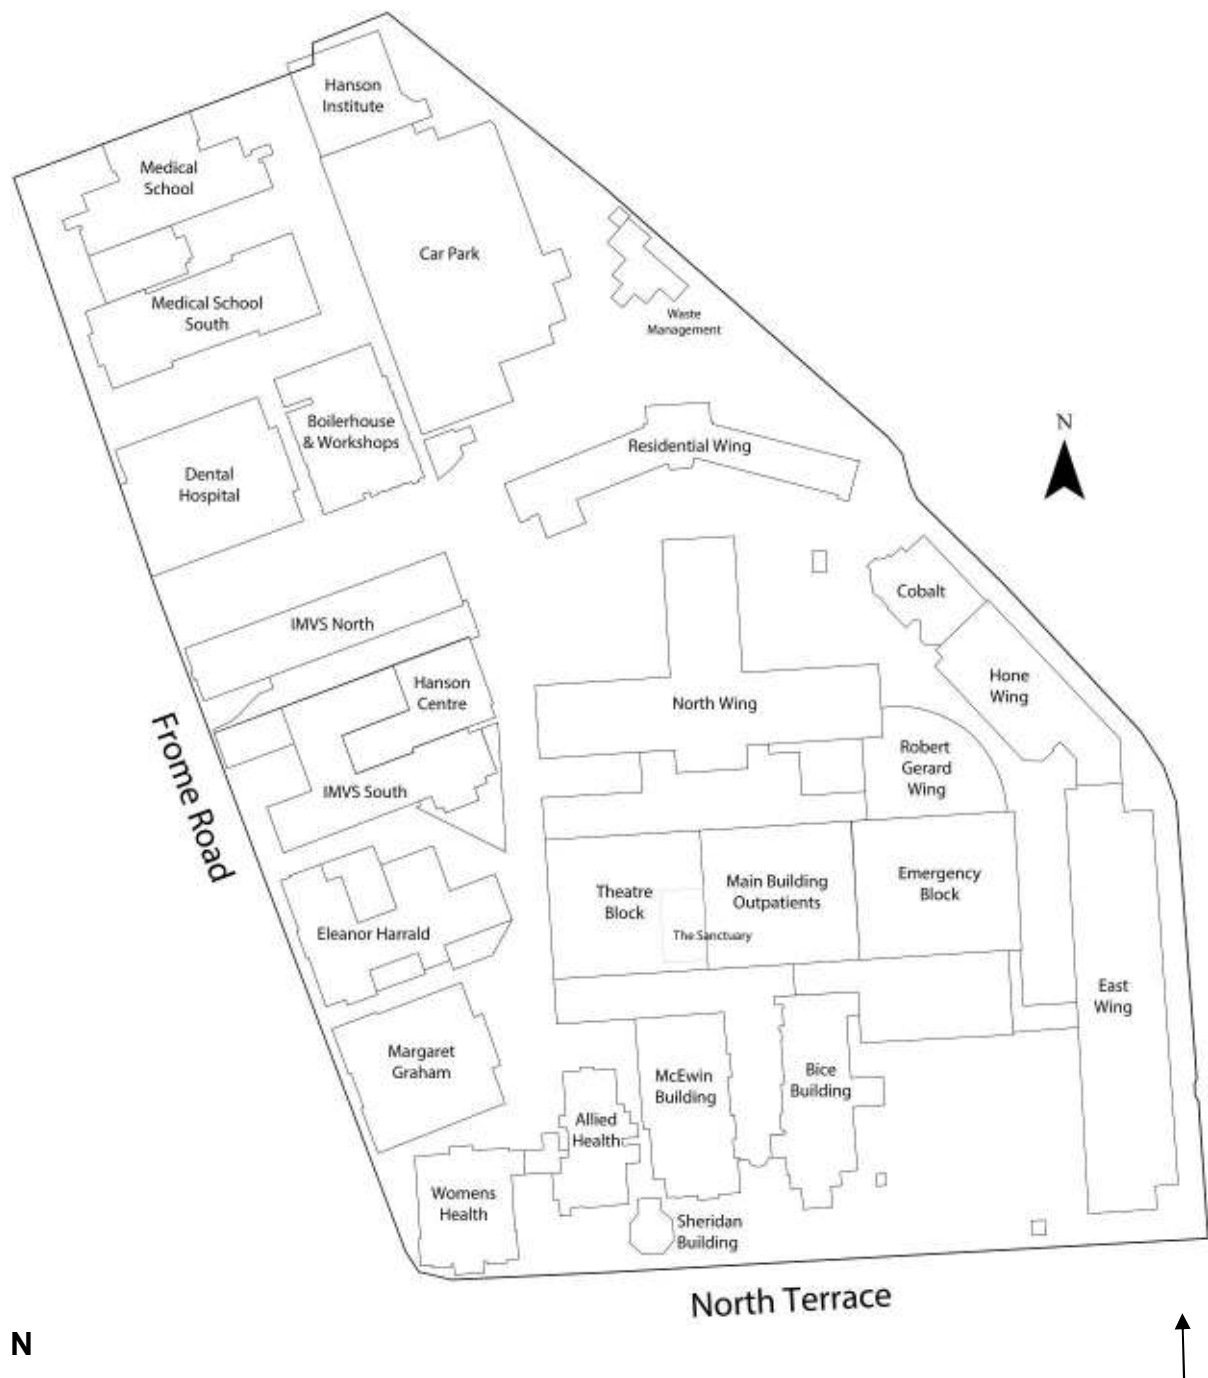 Hanson
Institute
Medical
School
Car Park
Medical School
South
Waste
Management
Boilerhouse
& Workshops
Residential Wing
N
Dental
Hospital
Cobalt
IMVS North
Hanson
Centre
Hone
Wing
North Wing
Frome Road
Robert
Gerard
Wing
IMVS South
Theatre
Block
Main Building
Outpatients
Emergency
Block
Eleanor Harrald
The Sanctuary
East
Wing
Margaret
Graham
McEwin
Building
Bice
Building
Allied
Health
Womens
Health
Sheridan
Building
North Terrace
N